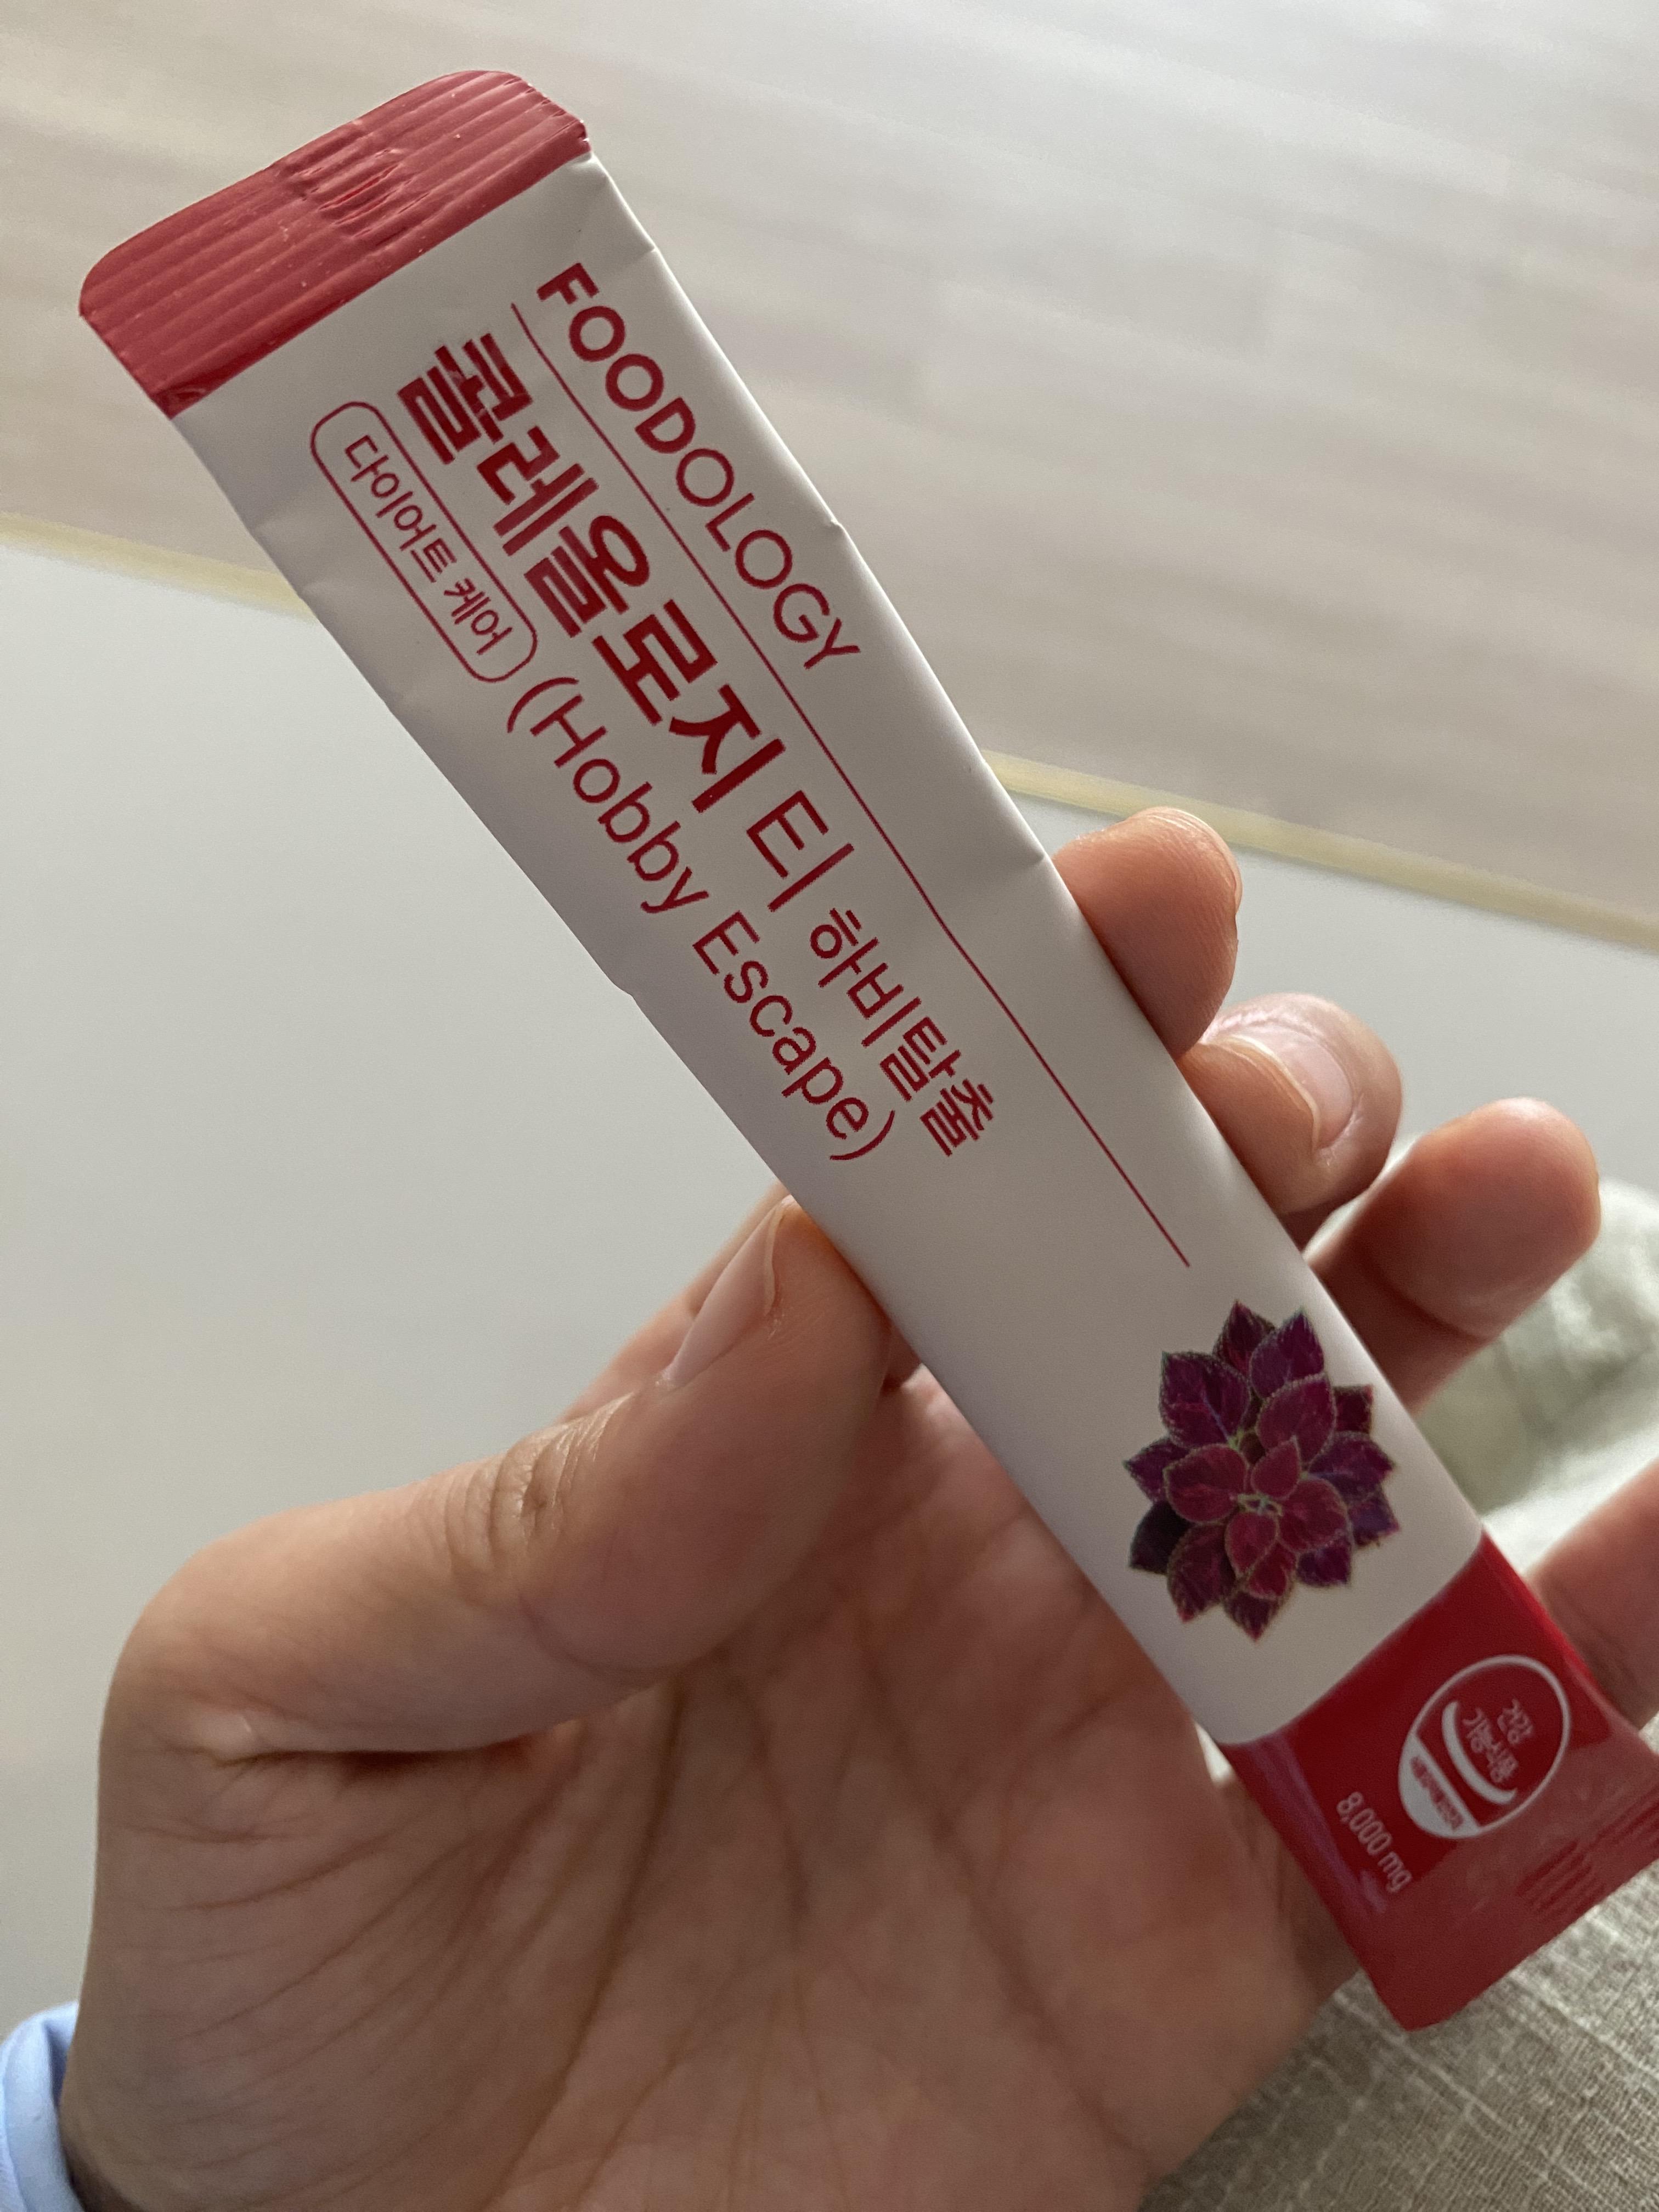 FOODOLOGY
콜레올로지 티 하비탈출
다이어트 케어 (Hobby Escape)
건강
기능식품
8,000 mg